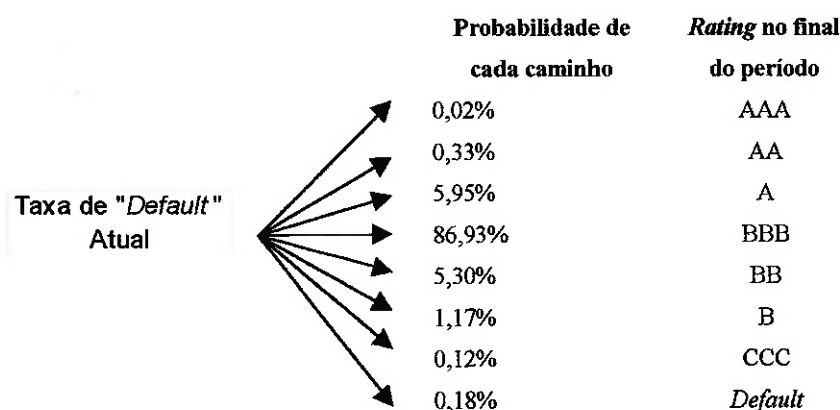 Probabilidade de cada caminho
Rating no final do período
0,02% AAA
0,33% AA
5,95% A
Taxa de "Default" Atual
86,93% BBB
5,30% BB
1,17% B
0,12% CCC
0,18% Default